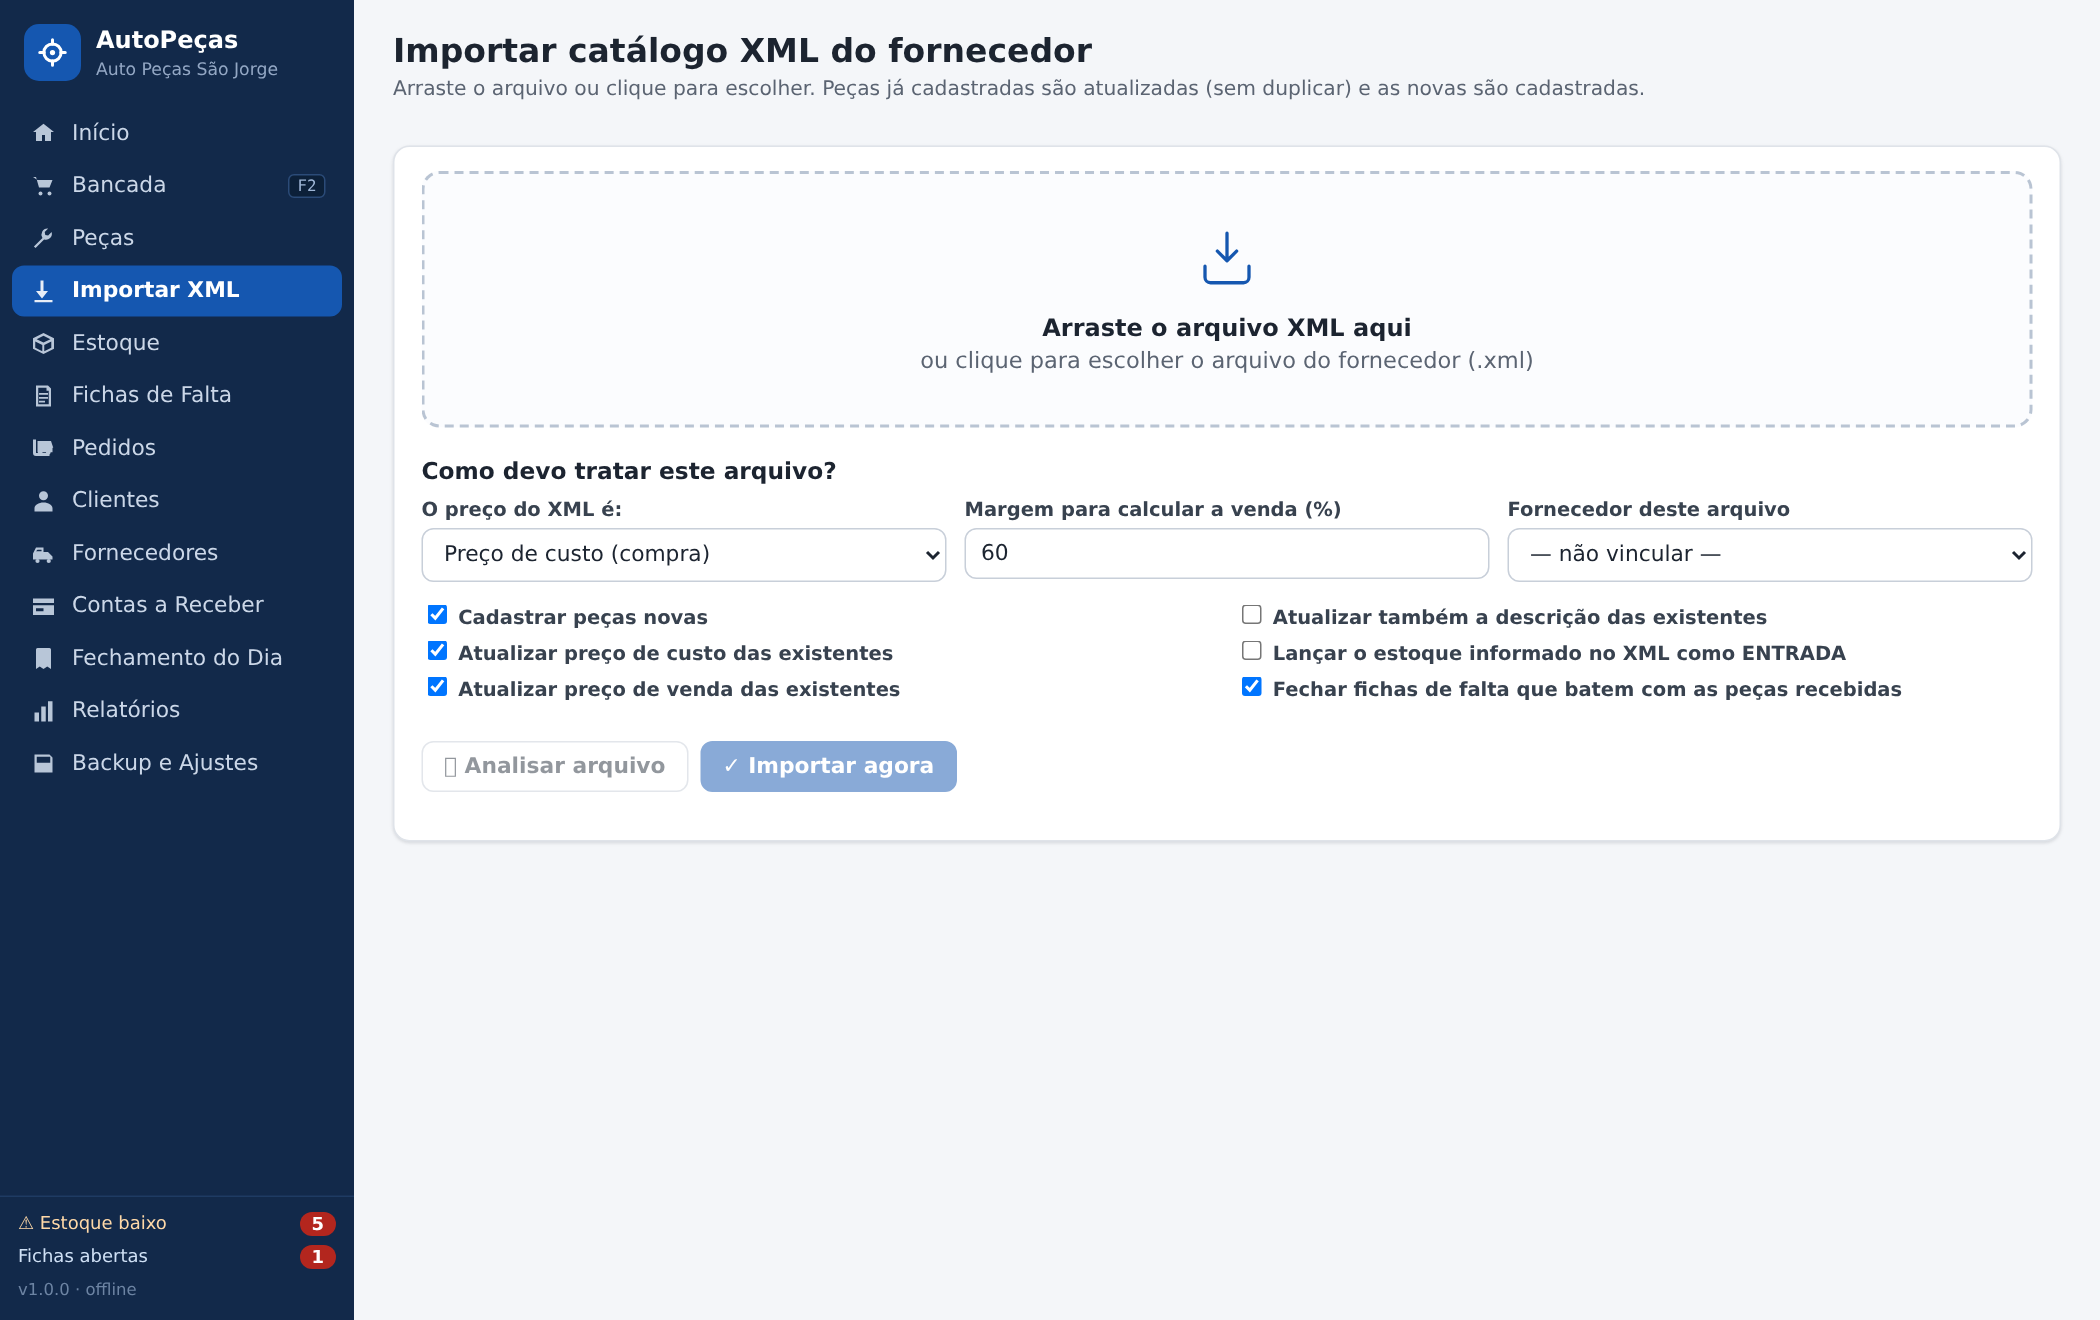 AutoPeças
Auto Peças São Jorge
Início
Bancada F2
Peças
Importar XML
Estoque
Fichas de Falta
Pedidos
Clientes
Fornecedores
Contas a Receber
Fechamento do Dia
Relatórios
Backup e Ajustes
⚠ Estoque baixo 5
Fichas abertas 1
v1.0.0 · offline
Importar catálogo XML do fornecedor
Arraste o arquivo ou clique para escolher. Peças já cadastradas são atualizadas (sem duplicar) e as novas são cadastradas.
Arraste o arquivo XML aqui
ou clique para escolher o arquivo do fornecedor (.xml)
Como devo tratar este arquivo?
O preço do XML é: Margem para calcular a venda (%) Fornecedor deste arquivo
Preço de custo (compra) 60 — não vincular —
Cadastrar peças novas Atualizar também a descrição das existentes
Atualizar preço de custo das existentes Lançar o estoque informado no XML como ENTRADA
Atualizar preço de venda das existentes Fechar fichas de falta que batem com as peças recebidas
Analisar arquivo ✓ Importar agora